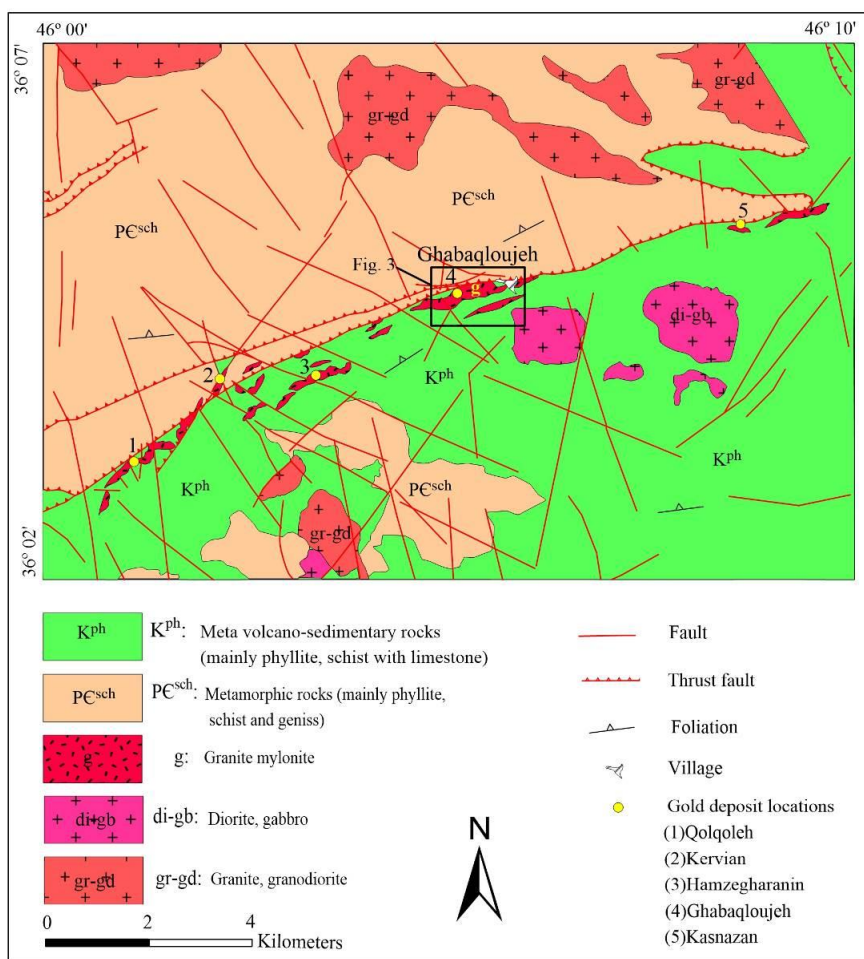 46º 00'
46º 10'
36º 07'
gr-gd
gr-gd
PЄsch
PЄsch
5
Ghabaqloujeh
Fig. 3
4
g
di-gb
2
3
Kph
1
Kph
PЄsch
Kph
gr-gd
36º 02'
Kph
Kph: Meta volcano-sedimentary rocks
(mainly phyllite, schist with limestone)
PЄsch
PЄsch: Metamorphic rocks (mainly phyllite,
schist and geniss)
g
g: Granite mylonite
di-gb
di-gb: Diorite, gabbro
gr-gd
gr-gd: Granite, granodiorite
0 2 4
Kilometers
N
Fault
Thrust fault
Foliation
Village
Gold deposit locations
(1)Qolqoleh
(2)Kervian
(3)Hamzegharanin
(4)Ghabaqloujeh
(5)Kasnazan